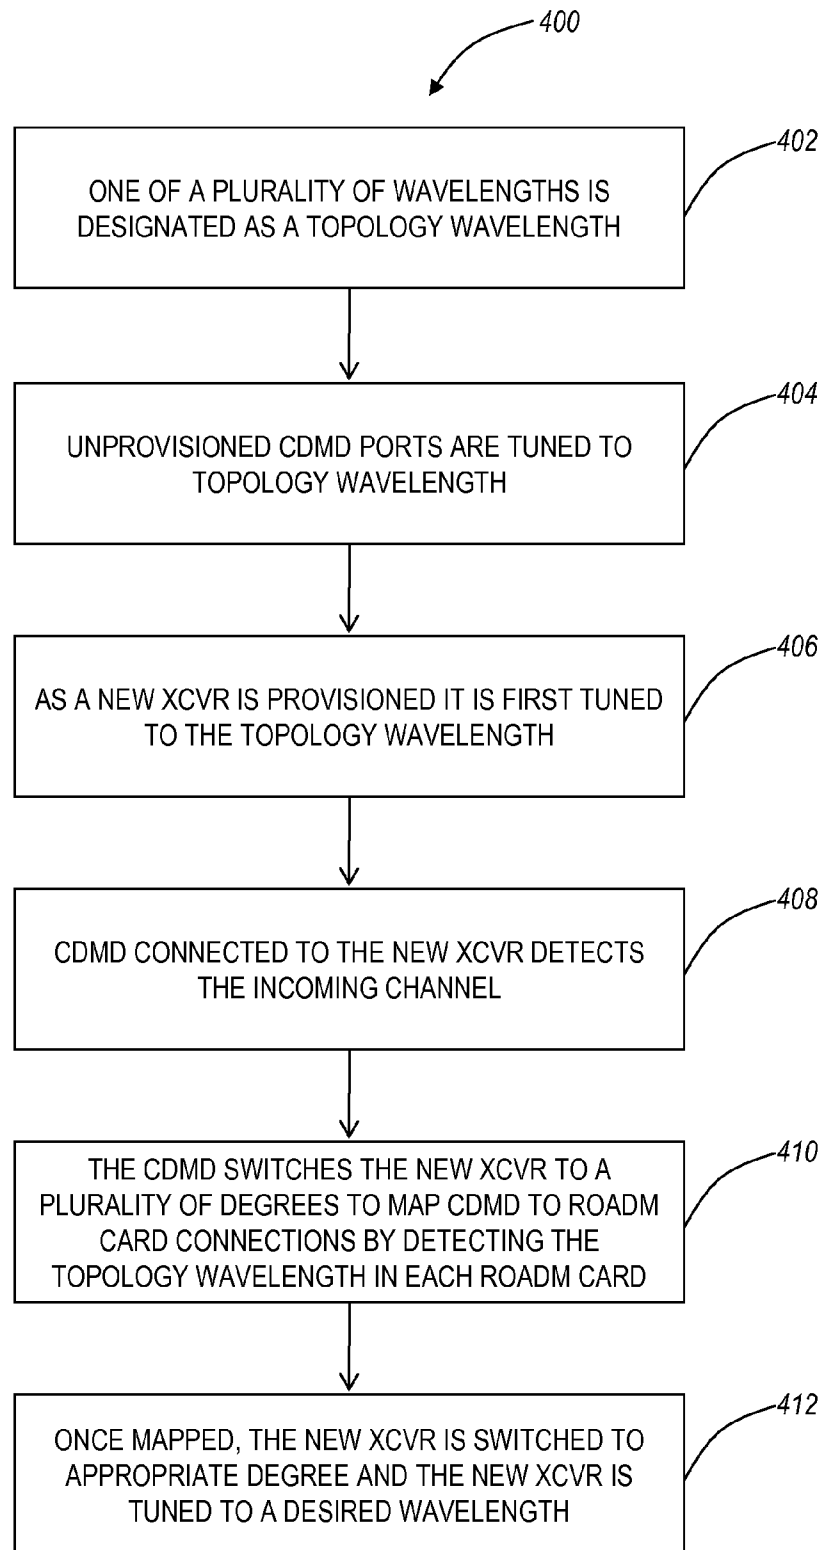 400
402
ONE OF A PLURALITY OF WAVELENGTHS IS
DESIGNATED AS A TOPOLOGY WAVELENGTH
404
UNPROVISIONED CDMD PORTS ARE TUNED TO
TOPOLOGY WAVELENGTH
406
AS A NEW XCVR IS PROVISIONED IT IS FIRST TUNED
TO THE TOPOLOGY WAVELENGTH
408
CDMD CONNECTED TO THE NEW XCVR DETECTS
THE INCOMING CHANNEL
410
THE CDMD SWITCHES THE NEW XCVR TO A
PLURALITY OF DEGREES TO MAP CDMD TO ROADM
CARD CONNECTIONS BY DETECTING THE
TOPOLOGY WAVELENGTH IN EACH ROADM CARD
412
ONCE MAPPED, THE NEW XCVR IS SWITCHED TO
APPROPRIATE DEGREE AND THE NEW XCVR IS
TUNED TO A DESIRED WAVELENGTH